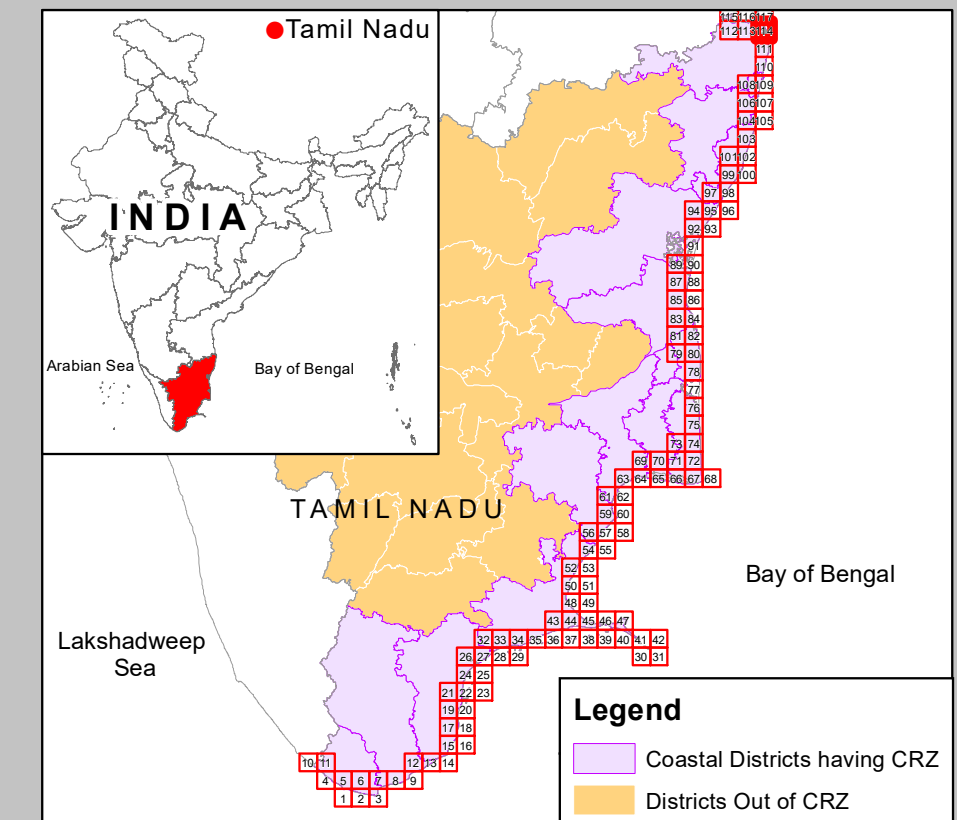 Tamil Nadu
INDIA
Arabian Sea
Bay of Bengal
115 116 117
112 113 114
111
110
108 109
106 107
104 105
103
101 102
99 100
97 98
94 95 96
92 93
91
89 90
87 88
85 86
83 84
81 82
79 80
78
77
76
75
73 74
69 70 71 72
63 64 65 66 67 68
61 62
59 60
56 57 58
54 55
52 53
50 51
48 49
43 44 45 46 47
32 33 34 35 36 37 38 39 40 41 42
26 27 28 29 30 31
24 25
21 22 23
19 20
17 18
15 16
10 11 12 13 14
4 5 6 7 8 9
1 2 3
TAMIL NADU
Bay of Bengal
Lakshadweep
Sea
Legend
Coastal Districts having CRZ
Districts Out of CRZ